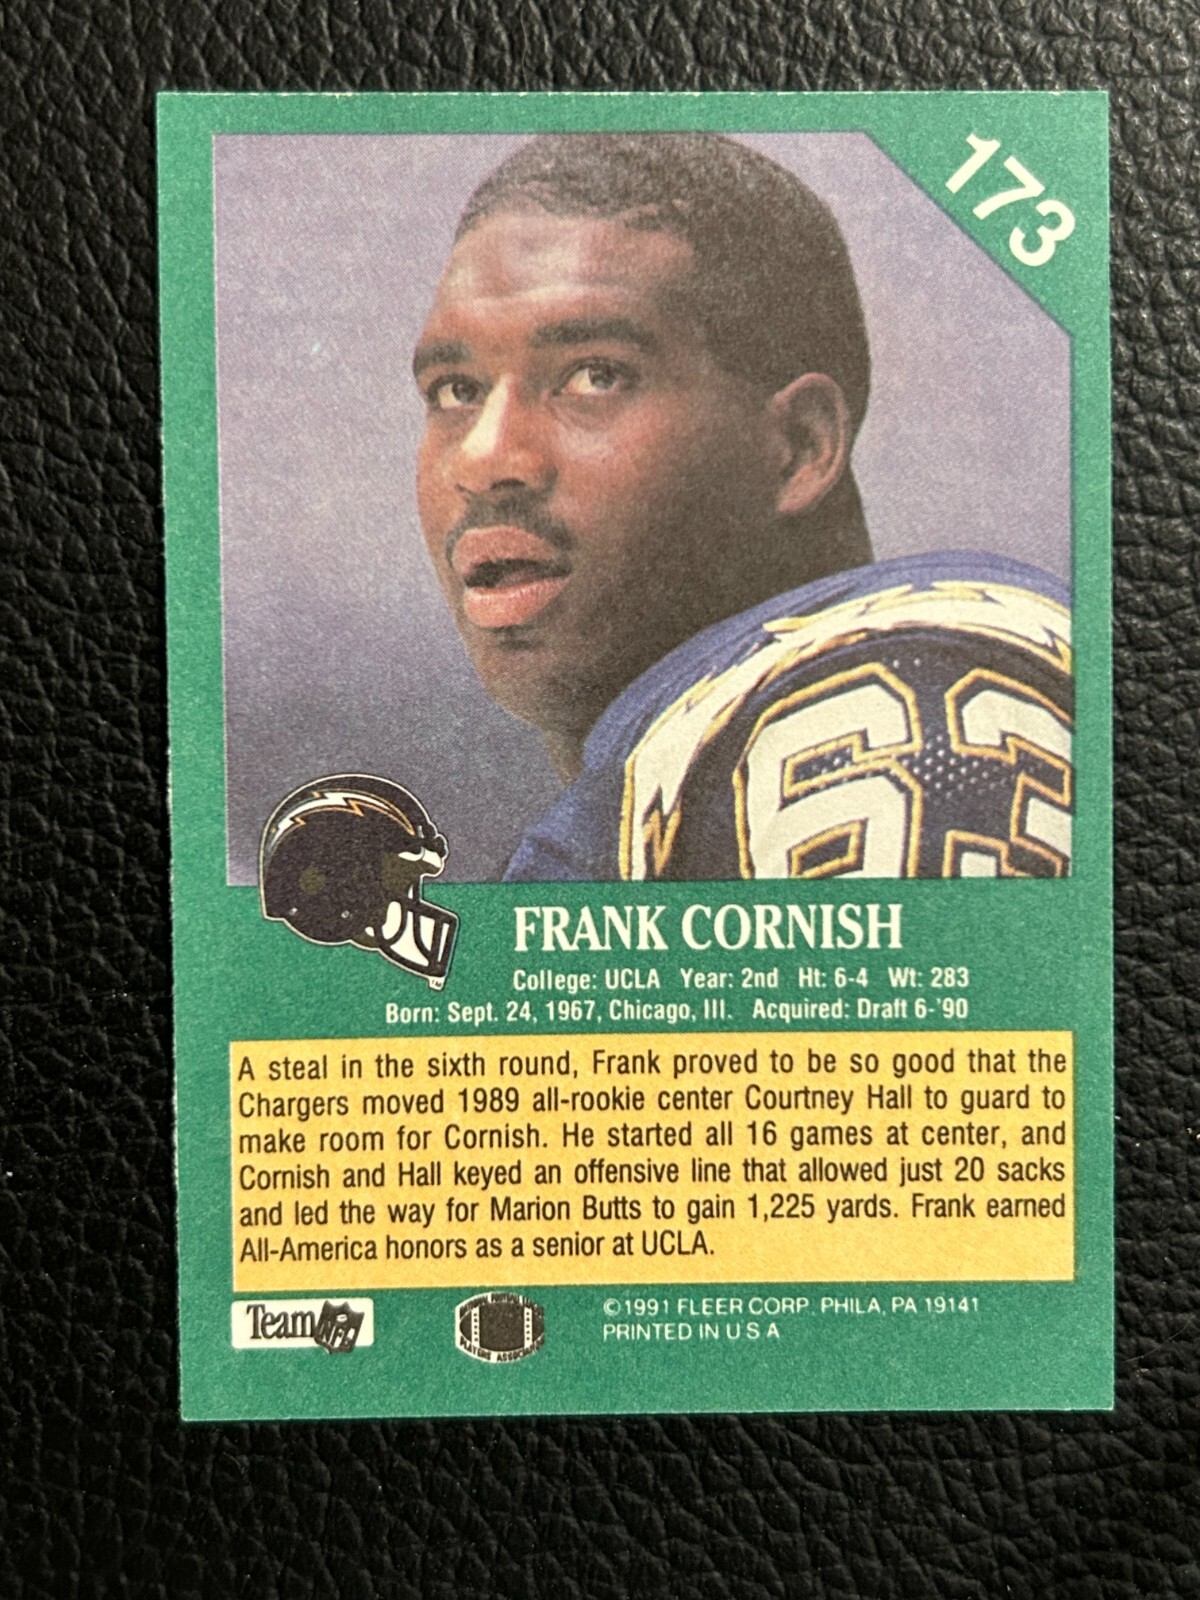 173
63
FRANK CORNISH
College: UCLA Year: 2nd Ht: 6-4 Wt: 283
Born: Sept. 24, 1967, Chicago, Ill. Acquired: Draft 6-'90
A steal in the sixth round, Frank proved to be so good that the
Chargers moved 1989 all-rookie center Courtney Hall to guard to
make room for Cornish. He started all 16 games at center, and
Cornish and Hall keyed an offensive line that allowed just 20 sacks
and led the way for Marion Butts to gain 1,225 yards. Frank earned
All-America honors as a senior at UCLA.
Team NFL
PLAYERS
©1991 FLEER CORP. PHILA, PA 19141
PRINTED IN U S A